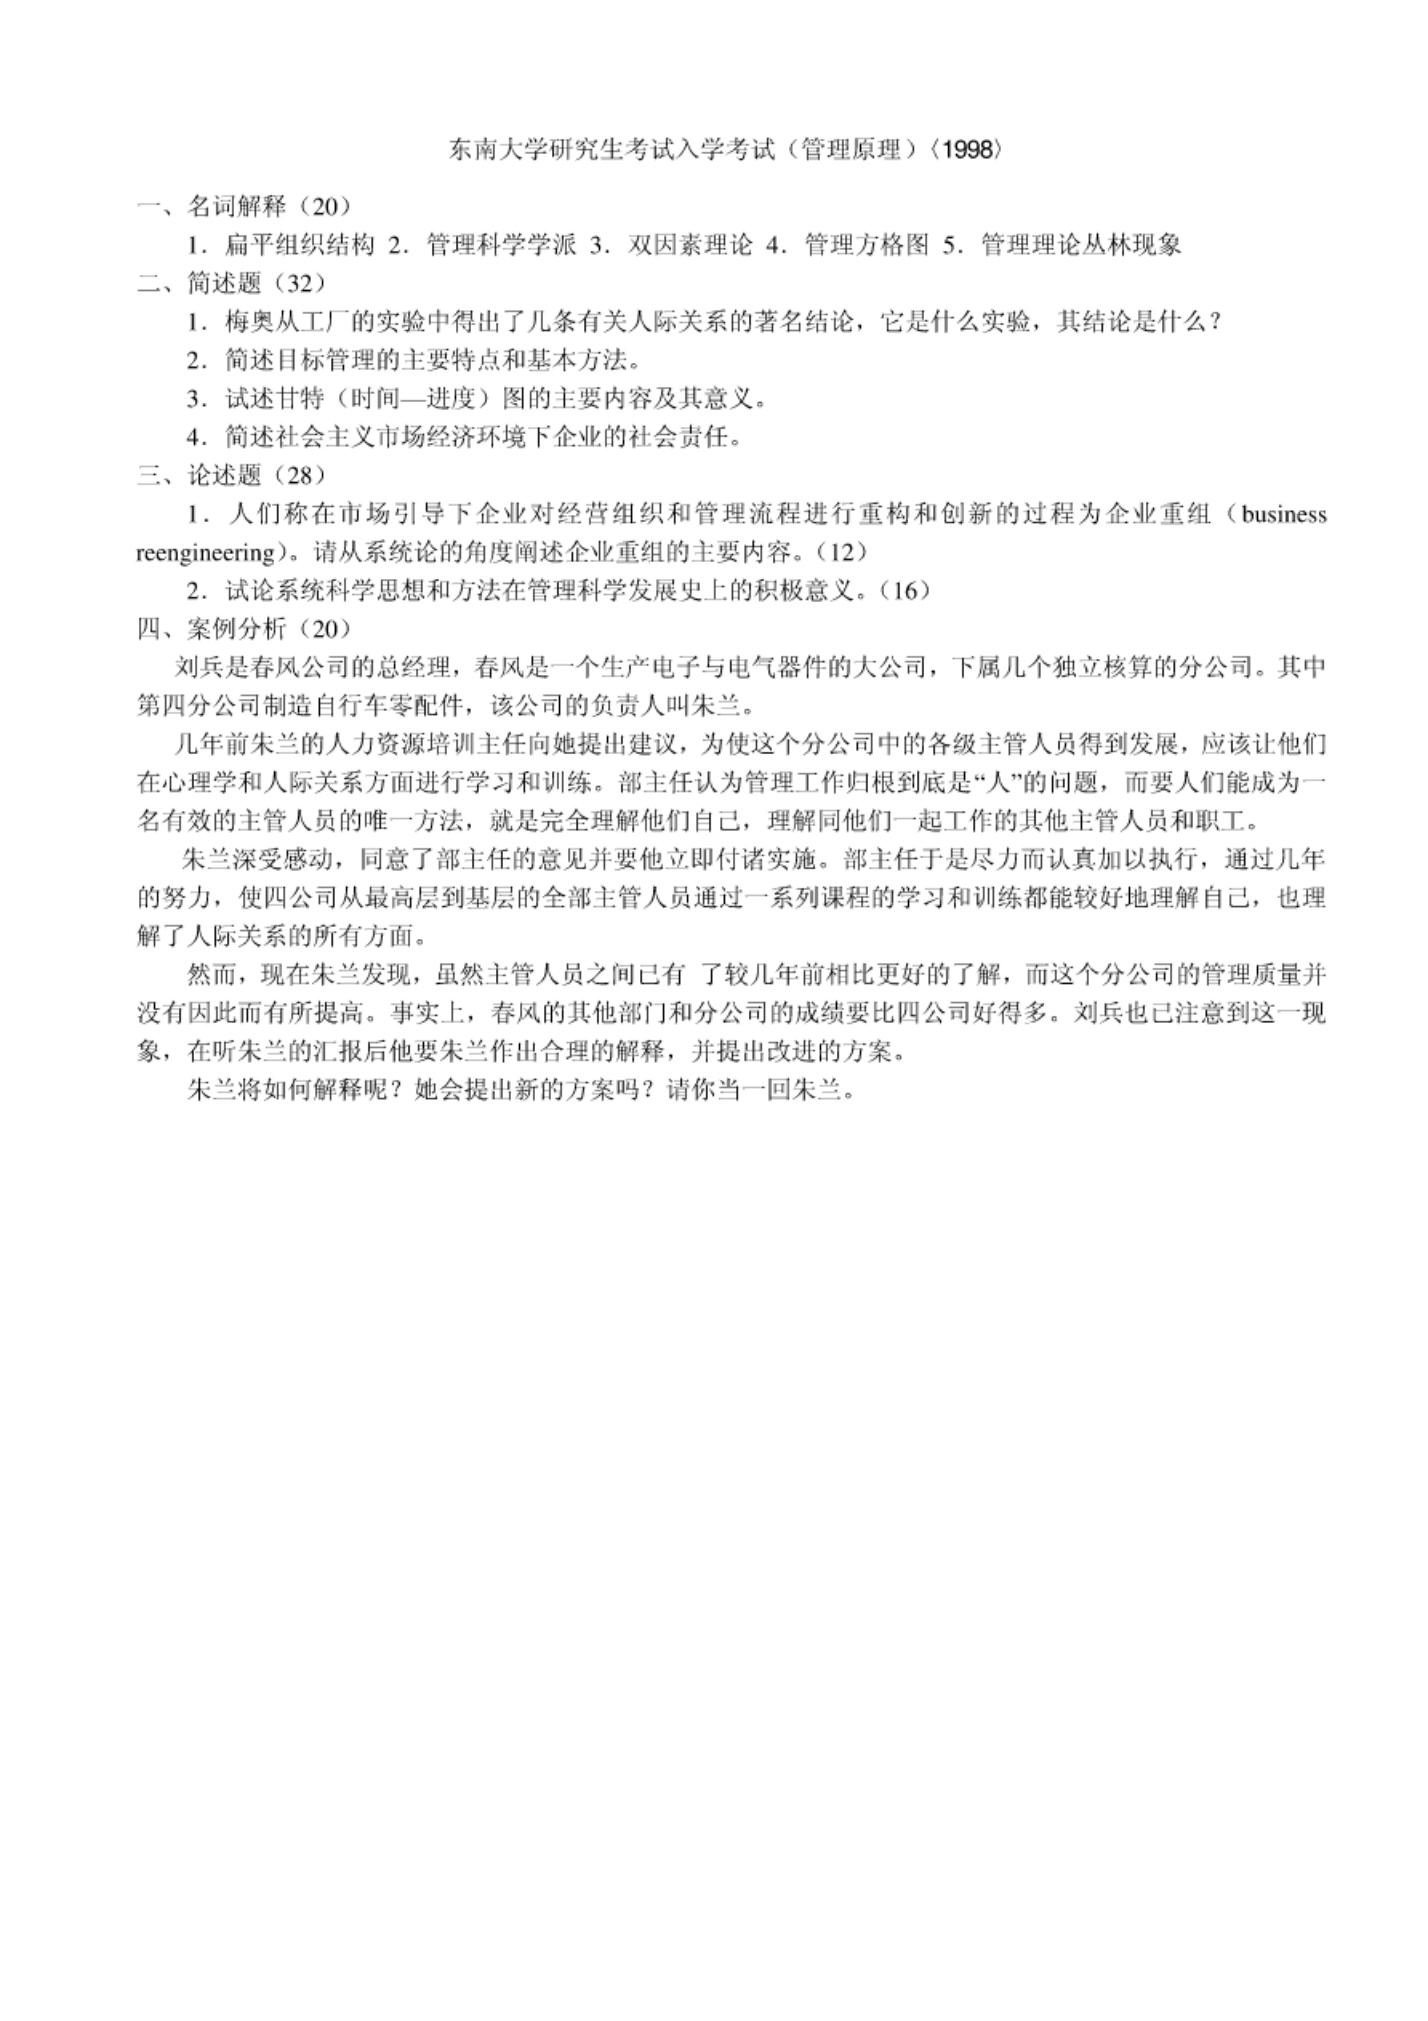 东南大学研究生考试入学考试（管理原理）〈1998〉
一、名词解释（20）
1．扁平组织结构 2．管理科学学派 3．双因素理论 4．管理方格图 5．管理理论丛林现象
二、简述题（32）
1．梅奥从工厂的实验中得出了几条有关人际关系的著名结论，它是什么实验，其结论是什么？
2．简述目标管理的主要特点和基本方法。
3．试述甘特（时间—进度）图的主要内容及其意义。
4．简述社会主义市场经济环境下企业的社会责任。
三、论述题（28）
1．人们称在市场引导下企业对经营组织和管理流程进行重构和创新的过程为企业重组（business
reengineering）。请从系统论的角度阐述企业重组的主要内容。（12）
2．试论系统科学思想和方法在管理科学发展史上的积极意义。（16）
四、案例分析（20）
刘兵是春风公司的总经理，春风是一个生产电子与电气器件的大公司，下属几个独立核算的分公司。其中
第四分公司制造自行车零配件，该公司的负责人叫朱兰。
几年前朱兰的人力资源培训主任向她提出建议，为使这个分公司中的各级主管人员得到发展，应该让他们
在心理学和人际关系方面进行学习和训练。部主任认为管理工作归根到底是“人”的问题，而要人们能成为一
名有效的主管人员的唯一方法，就是完全理解他们自己，理解同他们一起工作的其他主管人员和职工。
朱兰深受感动，同意了部主任的意见并要他立即付诸实施。部主任于是尽力而认真加以执行，通过几年
的努力，使四公司从最高层到基层的全部主管人员通过一系列课程的学习和训练都能较好地理解自己，也理
解了人际关系的所有方面。
然而，现在朱兰发现，虽然主管人员之间已有 了较几年前相比更好的了解，而这个分公司的管理质量并
没有因此而有所提高。事实上，春风的其他部门和分公司的成绩要比四公司好得多。刘兵也已注意到这一现
象，在听朱兰的汇报后他要朱兰作出合理的解释，并提出改进的方案。
朱兰将如何解释呢？她会提出新的方案吗？请你当一回朱兰。